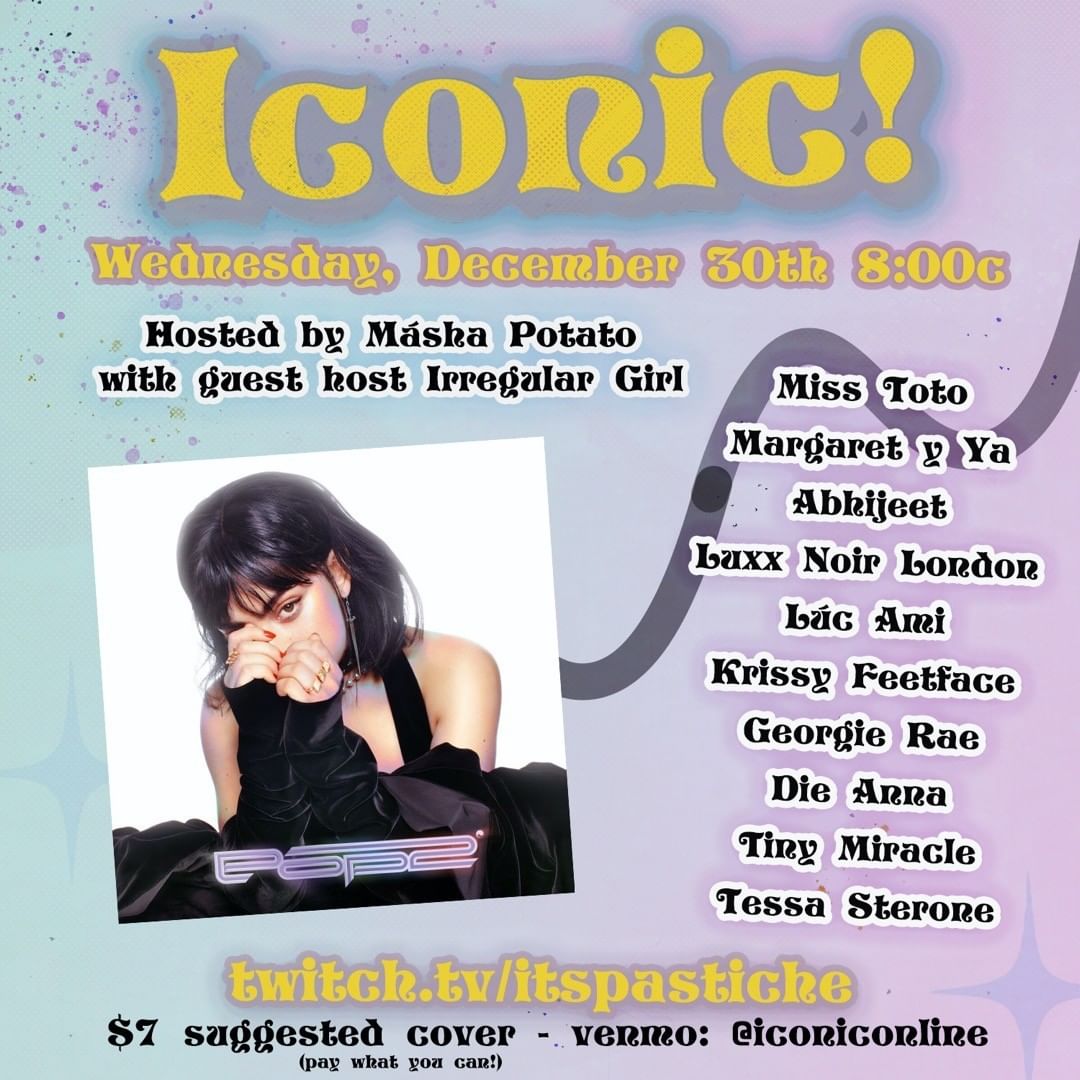 Iconic!
Wednesday, December 30th 8:00c
Hosted by Másha Potato
with guest host Irregular Girl
Miss Toto
Margaret y Ya
Abhijeet
Luxx Noir London
Lúc Ami
Krissy Feetface
Georgie Rae
Die Anna
Tiny Miracle
Tessa Sterone
POP2
twitch.tv/itspastiche
$7 suggested cover - venmo: @iconiconline
(pay what you can!)